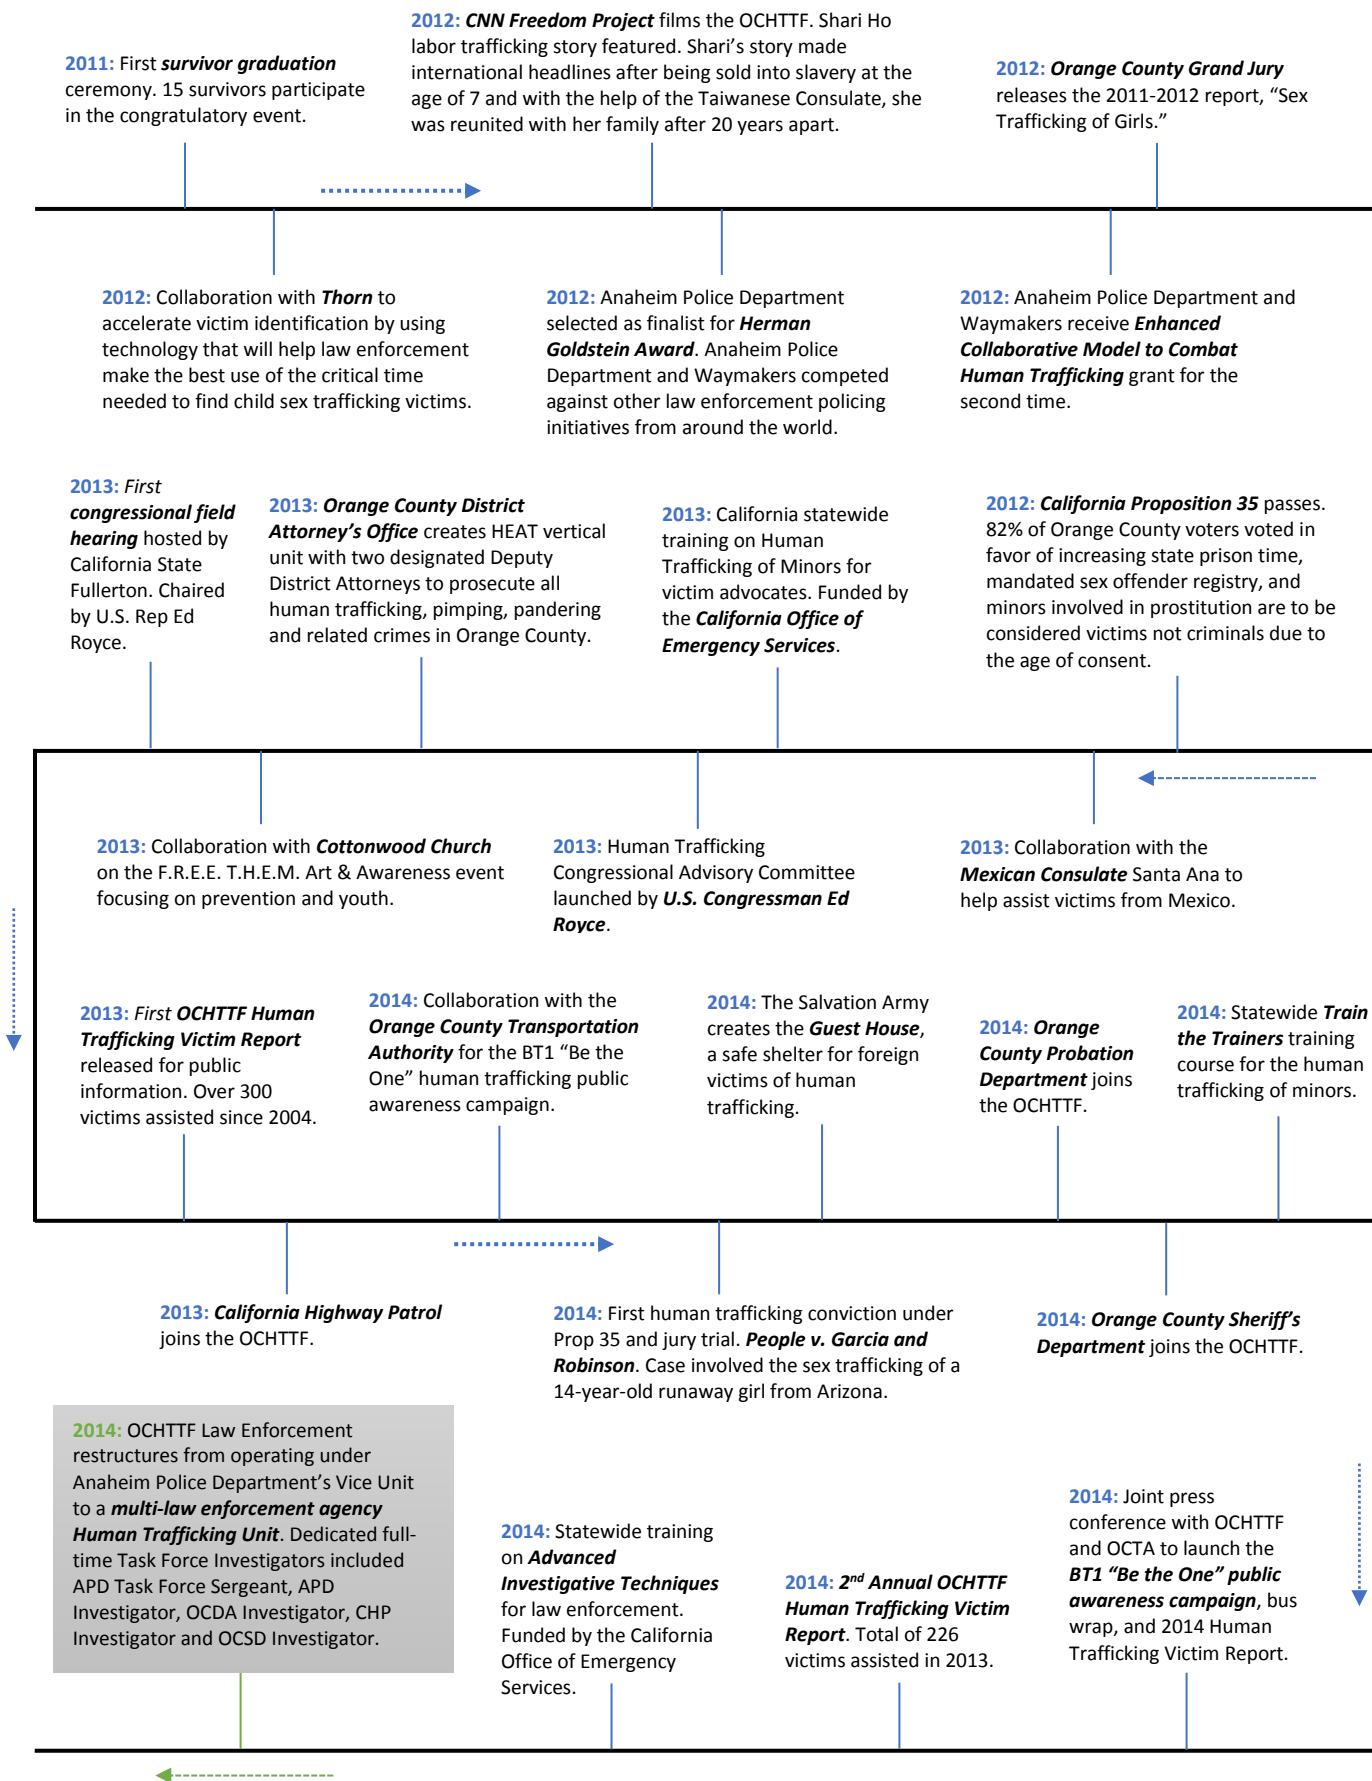 2011: First survivor graduation
ceremony. 15 survivors participate
in the congratulatory event.
2012: CNN Freedom Project films the OCHTTF. Shari Ho
labor trafficking story featured. Shari’s story made
international headlines after being sold into slavery at the
age of 7 and with the help of the Taiwanese Consulate, she
was reunited with her family after 20 years apart.
2012: Orange County Grand Jury
releases the 2011-2012 report, “Sex
Trafficking of Girls.”
2012: Collaboration with Thorn to
accelerate victim identification by using
technology that will help law enforcement
make the best use of the critical time
needed to find child sex trafficking victims.
2012: Anaheim Police Department
selected as finalist for Herman
Goldstein Award. Anaheim Police
Department and Waymakers competed
against other law enforcement policing
initiatives from around the world.
2012: Anaheim Police Department and
Waymakers receive Enhanced
Collaborative Model to Combat
Human Trafficking grant for the
second time.
2013: First
congressional field
hearing hosted by
California State
Fullerton. Chaired
by U.S. Rep Ed
Royce.
2013: Orange County District
Attorney’s Office creates HEAT vertical
unit with two designated Deputy
District Attorneys to prosecute all
human trafficking, pimping, pandering
and related crimes in Orange County.
2013: California statewide
training on Human
Trafficking of Minors for
victim advocates. Funded by
the California Office of
Emergency Services.
2012: California Proposition 35 passes.
82% of Orange County voters voted in
favor of increasing state prison time,
mandated sex offender registry, and
minors involved in prostitution are to be
considered victims not criminals due to
the age of consent.
2013: Collaboration with Cottonwood Church
on the F.R.E.E. T.H.E.M. Art & Awareness event
focusing on prevention and youth.
2013: Human Trafficking
Congressional Advisory Committee
launched by U.S. Congressman Ed
Royce.
2013: Collaboration with the
Mexican Consulate Santa Ana to
help assist victims from Mexico.
2013: First OCHTTF Human
Trafficking Victim Report
released for public
information. Over 300
victims assisted since 2004.
2014: Collaboration with the
Orange County Transportation
Authority for the BT1 “Be the
One” human trafficking public
awareness campaign.
2014: The Salvation Army
creates the Guest House,
a safe shelter for foreign
victims of human
trafficking.
2014: Orange
County Probation
Department joins
the OCHTTF.
2014: Statewide Train
the Trainers training
course for the human
trafficking of minors.
2013: California Highway Patrol
joins the OCHTTF.
2014: First human trafficking conviction under
Prop 35 and jury trial. People v. Garcia and
Robinson. Case involved the sex trafficking of a
14-year-old runaway girl from Arizona.
2014: Orange County Sheriff’s
Department joins the OCHTTF.
2014: OCHTTF Law Enforcement
restructures from operating under
Anaheim Police Department’s Vice Unit
to a multi-law enforcement agency
Human Trafficking Unit. Dedicated full-
time Task Force Investigators included
APD Task Force Sergeant, APD
Investigator, OCDA Investigator, CHP
Investigator and OCSD Investigator.
2014: Statewide training
on Advanced
Investigative Techniques
for law enforcement.
Funded by the California
Office of Emergency
Services.
2014: 2nd Annual OCHTTF
Human Trafficking Victim
Report. Total of 226
victims assisted in 2013.
2014: Joint press
conference with OCHTTF
and OCTA to launch the
BT1 “Be the One” public
awareness campaign, bus
wrap, and 2014 Human
Trafficking Victim Report.